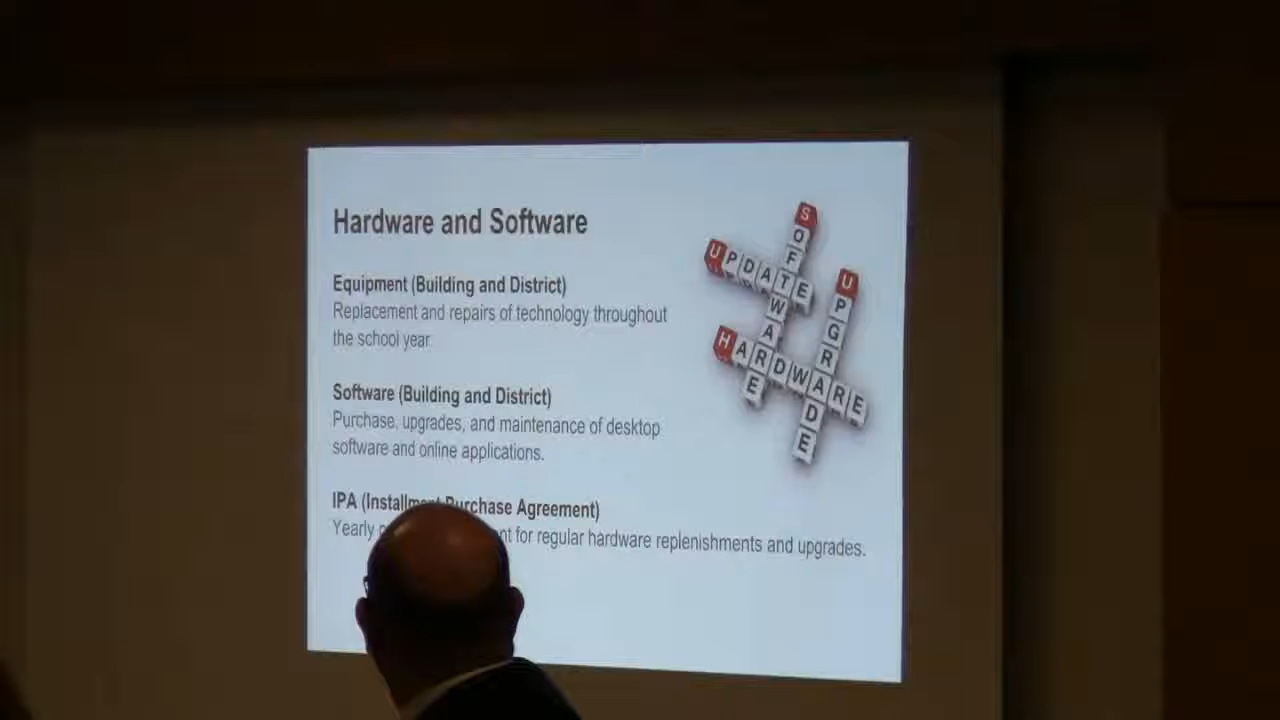 Hardware and Software
Equipment (Building and District)
Replacement and repairs of technology throughout
the school year.
Software (Building and District)
Purchase, upgrades, and maintenance of desktop
software and online applications.
IPA (Installment Purchase Agreement)
Yearly for regular hardware replenishments and upgrades.
SOFTWARE
UPDATE
UPGRADE
HARDWARE